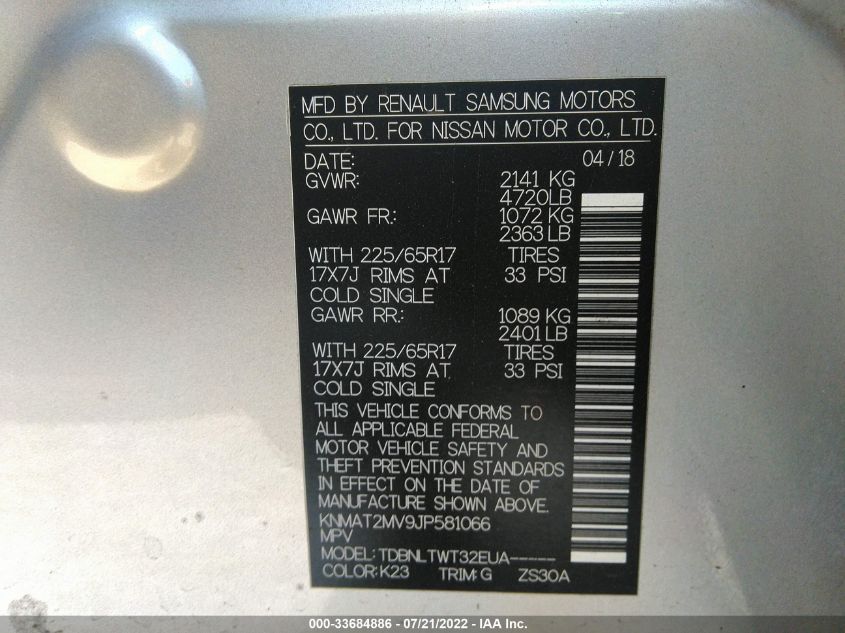 MFD BY RENAULT SAMSUNG MOTORS
CO., LTD. FOR NISSAN MOTOR CO., LTD.
DATE: 04/18
GVWR: 2141 KG
4720LB
GAWR FR.: 1072 KG
2363 LB
WITH 225/65R17 TIRES
17X7J RIMS AT 33 PSI
COLD SINGLE
GAWR RR.: 1089 KG
2401 LB
WITH 225/65R17 TIRES
17X7J RIMS AT 33 PSI
COLD SINGLE
THIS VEHICLE CONFORMS TO
ALL APPLICABLE FEDERAL
MOTOR VEHICLE SAFETY AND
THEFT PREVENTION STANDARDS
IN EFFECT ON THE DATE OF
MANUFACTURE SHOWN ABOVE.
KNMAT2MV9JP581066
MPV
MODEL: TDBNLTWT32EUA------
COLOR: K23 TRIM: G ZS30A
000-33684886 - 07/21/2022 - IAA Inc.